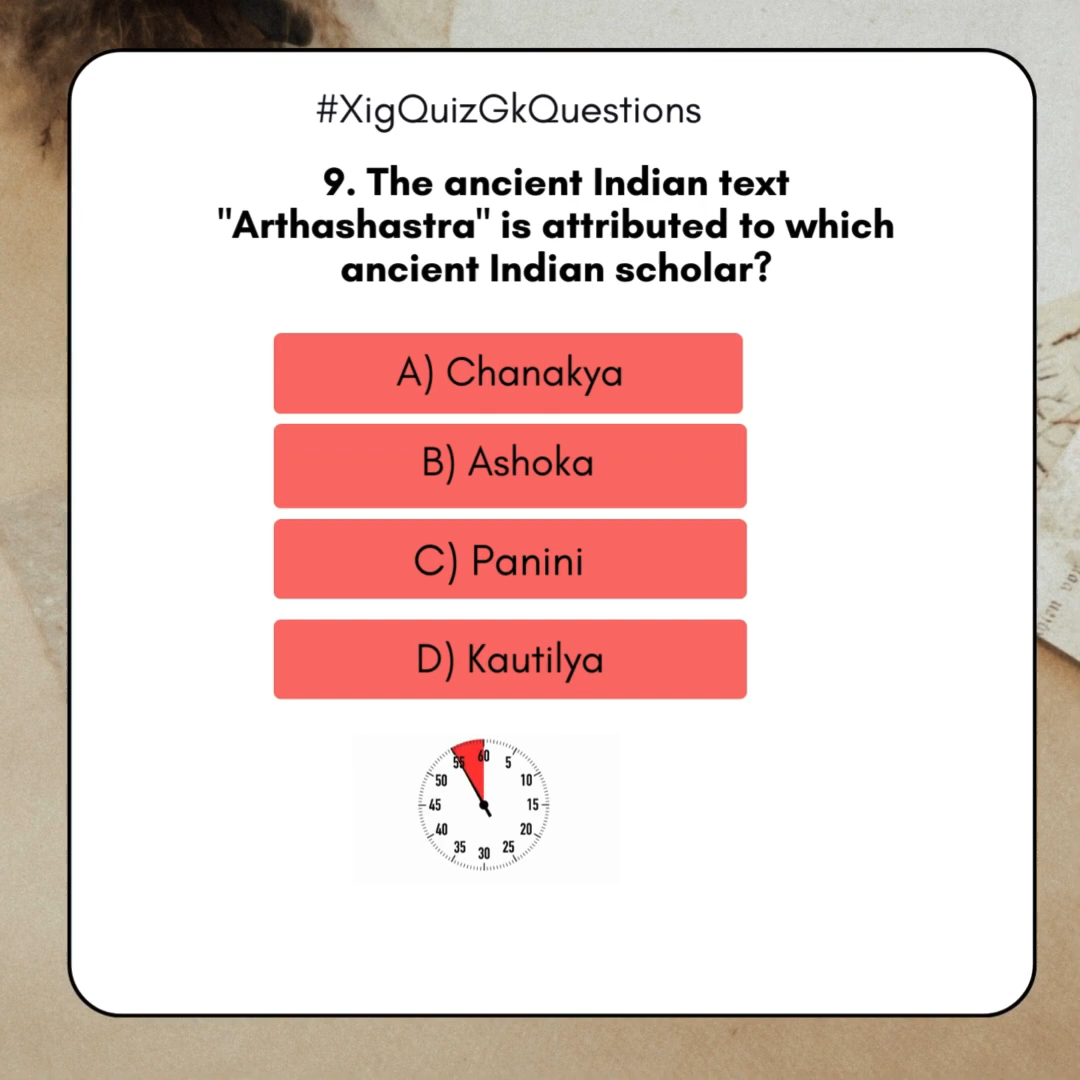 #XigQuizGkQuestions
9. The ancient Indian text
"Arthashastra" is attributed to which
ancient Indian scholar?
A) Chanakya
B) Ashoka
C) Panini
D) Kautilya
60
55
5
50
10
45
15
40
20
35
25
30